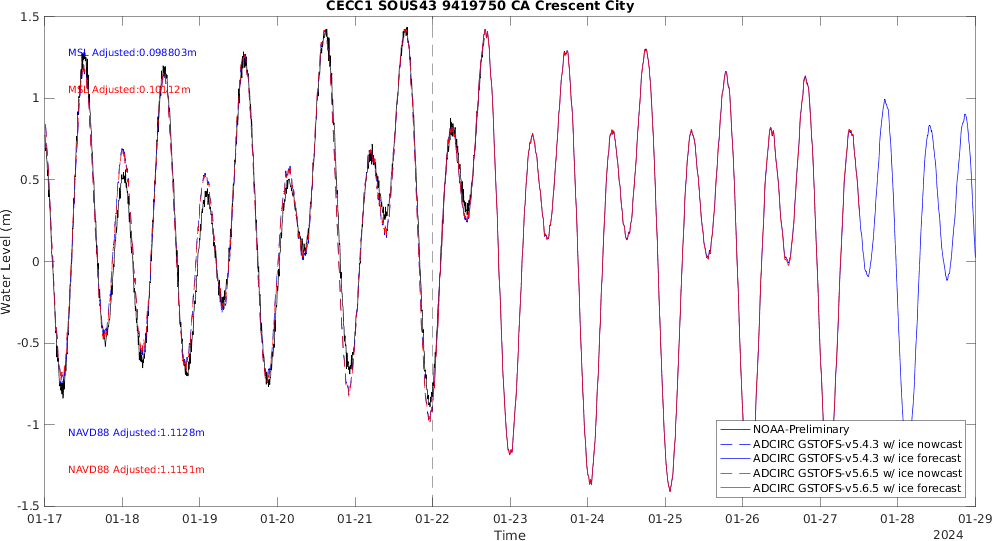 CECC1 SOUS43 9419750 CA Crescent City
1.5
1
0.5
0
-0.5
-1
-1.5
Water Level (m)
MSL Adjusted:0.098803m
MSL Adjusted:0.10112m
NAVD88 Adjusted:1.1128m
NAVD88 Adjusted:1.1151m
NOAA-Preliminary
ADCIRC GSTOFS-v5.4.3 w/ ice nowcast
ADCIRC GSTOFS-v5.4.3 w/ ice forecast
ADCIRC GSTOFS-v5.6.5 w/ ice nowcast
ADCIRC GSTOFS-v5.6.5 w/ ice forecast
01-17 01-18 01-19 01-20 01-21 01-22 01-23 01-24 01-25 01-26 01-27 01-28 01-29
Time
2024